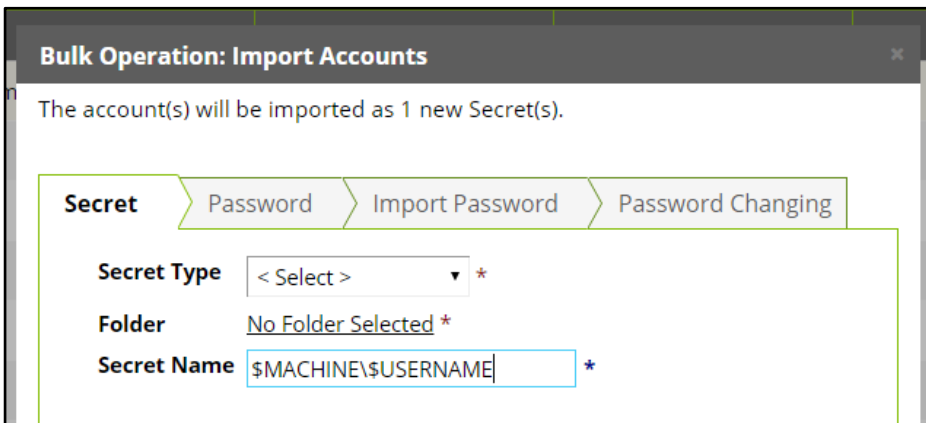 Bulk Operation: Import Accounts ×
m
The account(s) will be imported as 1 new Secret(s).
Secret Password Import Password Password Changing
Secret Type < Select > ▼ *
Folder No Folder Selected *
Secret Name $MACHINE\$USERNAME *